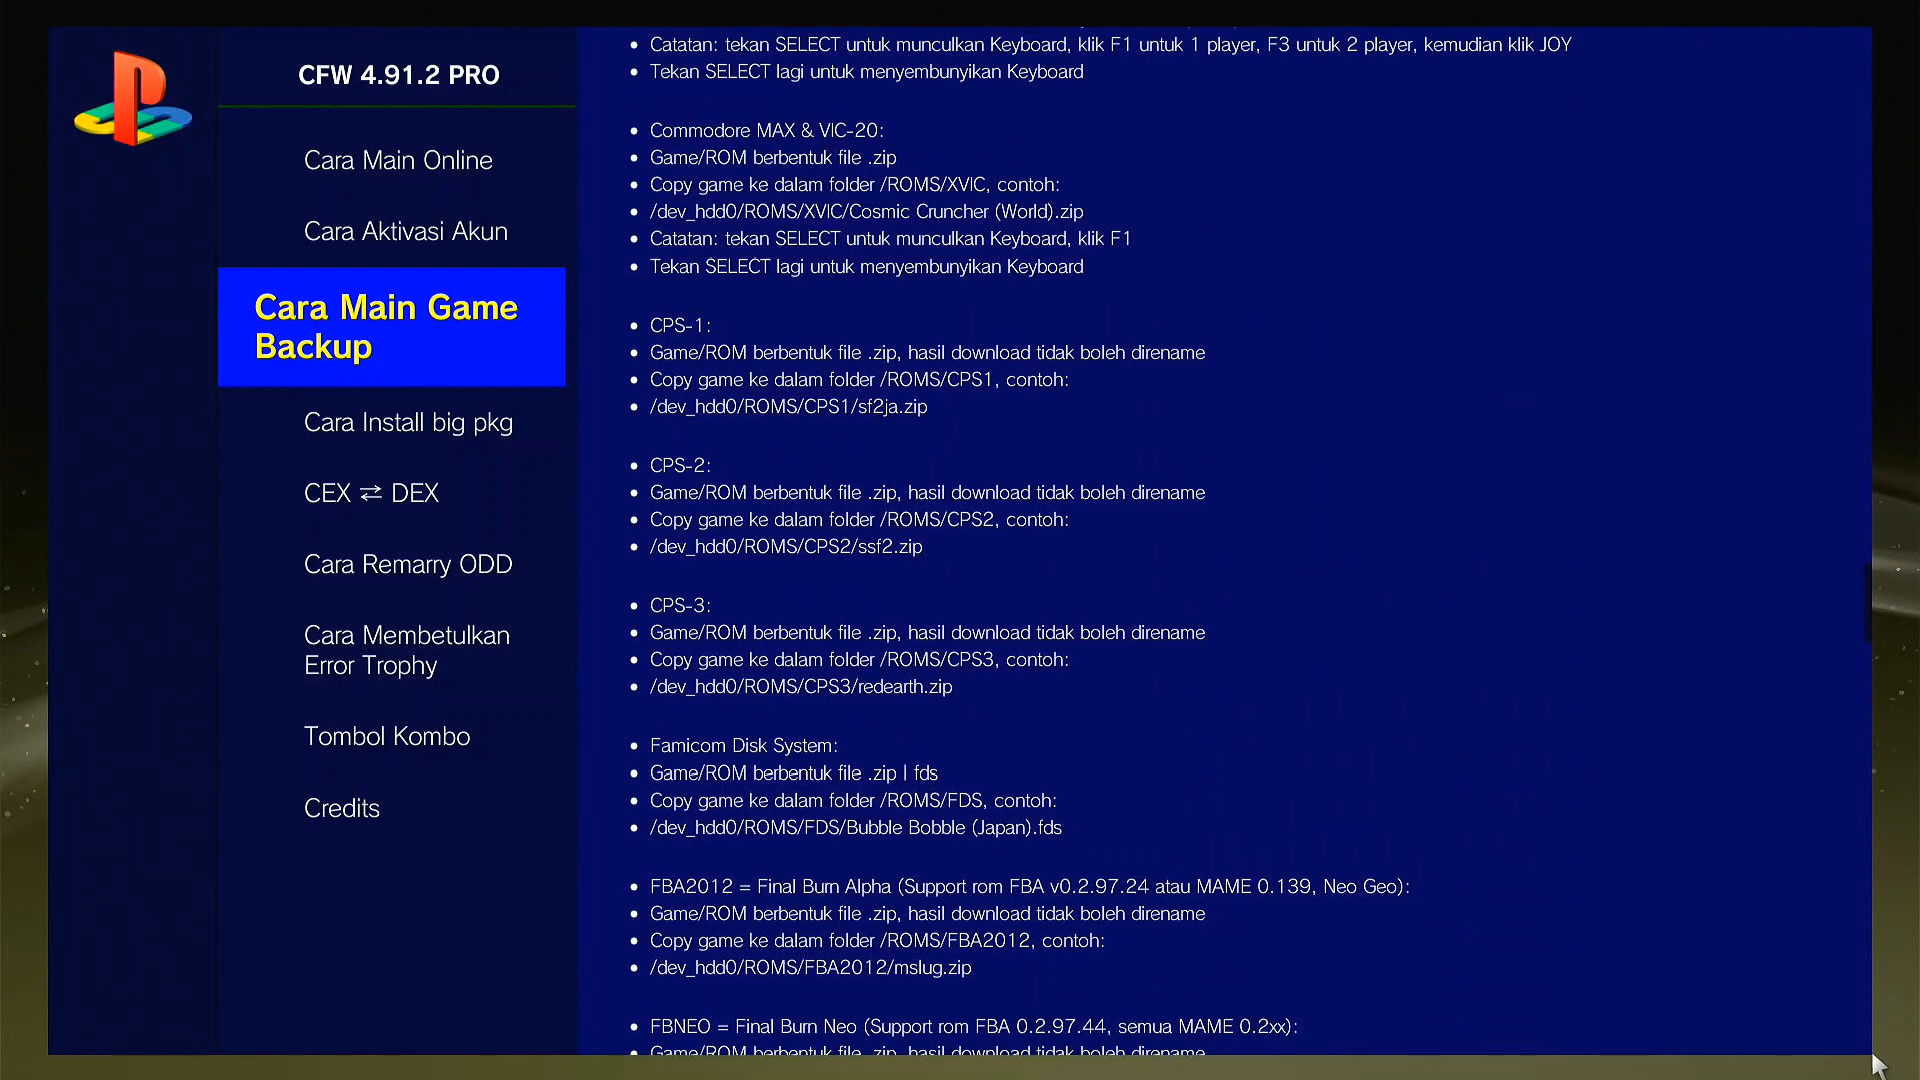 CFW 4.91.2 PRO
Cara Main Online
Cara Aktivasi Akun
Cara Main Game
Backup
Cara Install big pkg
CEX ⇄ DEX
Cara Remarry ODD
Cara Membetulkan
Error Trophy
Tombol Kombo
Credits
• Catatan: tekan SELECT untuk munculkan Keyboard, klik F1 untuk 1 player, F3 untuk 2 player, kemudian klik JOY
• Tekan SELECT lagi untuk menyembunyikan Keyboard
• Commodore MAX & VIC-20:
• Game/ROM berbentuk file .zip
• Copy game ke dalam folder /ROMS/XVIC, contoh:
• /dev_hdd0/ROMS/XVIC/Cosmic Cruncher (World).zip
• Catatan: tekan SELECT untuk munculkan Keyboard, klik F1
• Tekan SELECT lagi untuk menyembunyikan Keyboard
• CPS-1:
• Game/ROM berbentuk file .zip, hasil download tidak boleh direname
• Copy game ke dalam folder /ROMS/CPS1, contoh:
• /dev_hdd0/ROMS/CPS1/sf2ja.zip
• CPS-2:
• Game/ROM berbentuk file .zip, hasil download tidak boleh direname
• Copy game ke dalam folder /ROMS/CPS2, contoh:
• /dev_hdd0/ROMS/CPS2/ssf2.zip
• CPS-3:
• Game/ROM berbentuk file .zip, hasil download tidak boleh direname
• Copy game ke dalam folder /ROMS/CPS3, contoh:
• /dev_hdd0/ROMS/CPS3/redearth.zip
• Famicom Disk System:
• Game/ROM berbentuk file .zip | fds
• Copy game ke dalam folder /ROMS/FDS, contoh:
• /dev_hdd0/ROMS/FDS/Bubble Bobble (Japan).fds
• FBA2012 = Final Burn Alpha (Support rom FBA v0.2.97.24 atau MAME 0.139, Neo Geo):
• Game/ROM berbentuk file .zip, hasil download tidak boleh direname
• Copy game ke dalam folder /ROMS/FBA2012, contoh:
• /dev_hdd0/ROMS/FBA2012/mslug.zip
• FBNEO = Final Burn Neo (Support rom FBA 0.2.97.44, semua MAME 0.2xx):
• Game/ROM berbentuk file .zip, hasil download tidak boleh direname